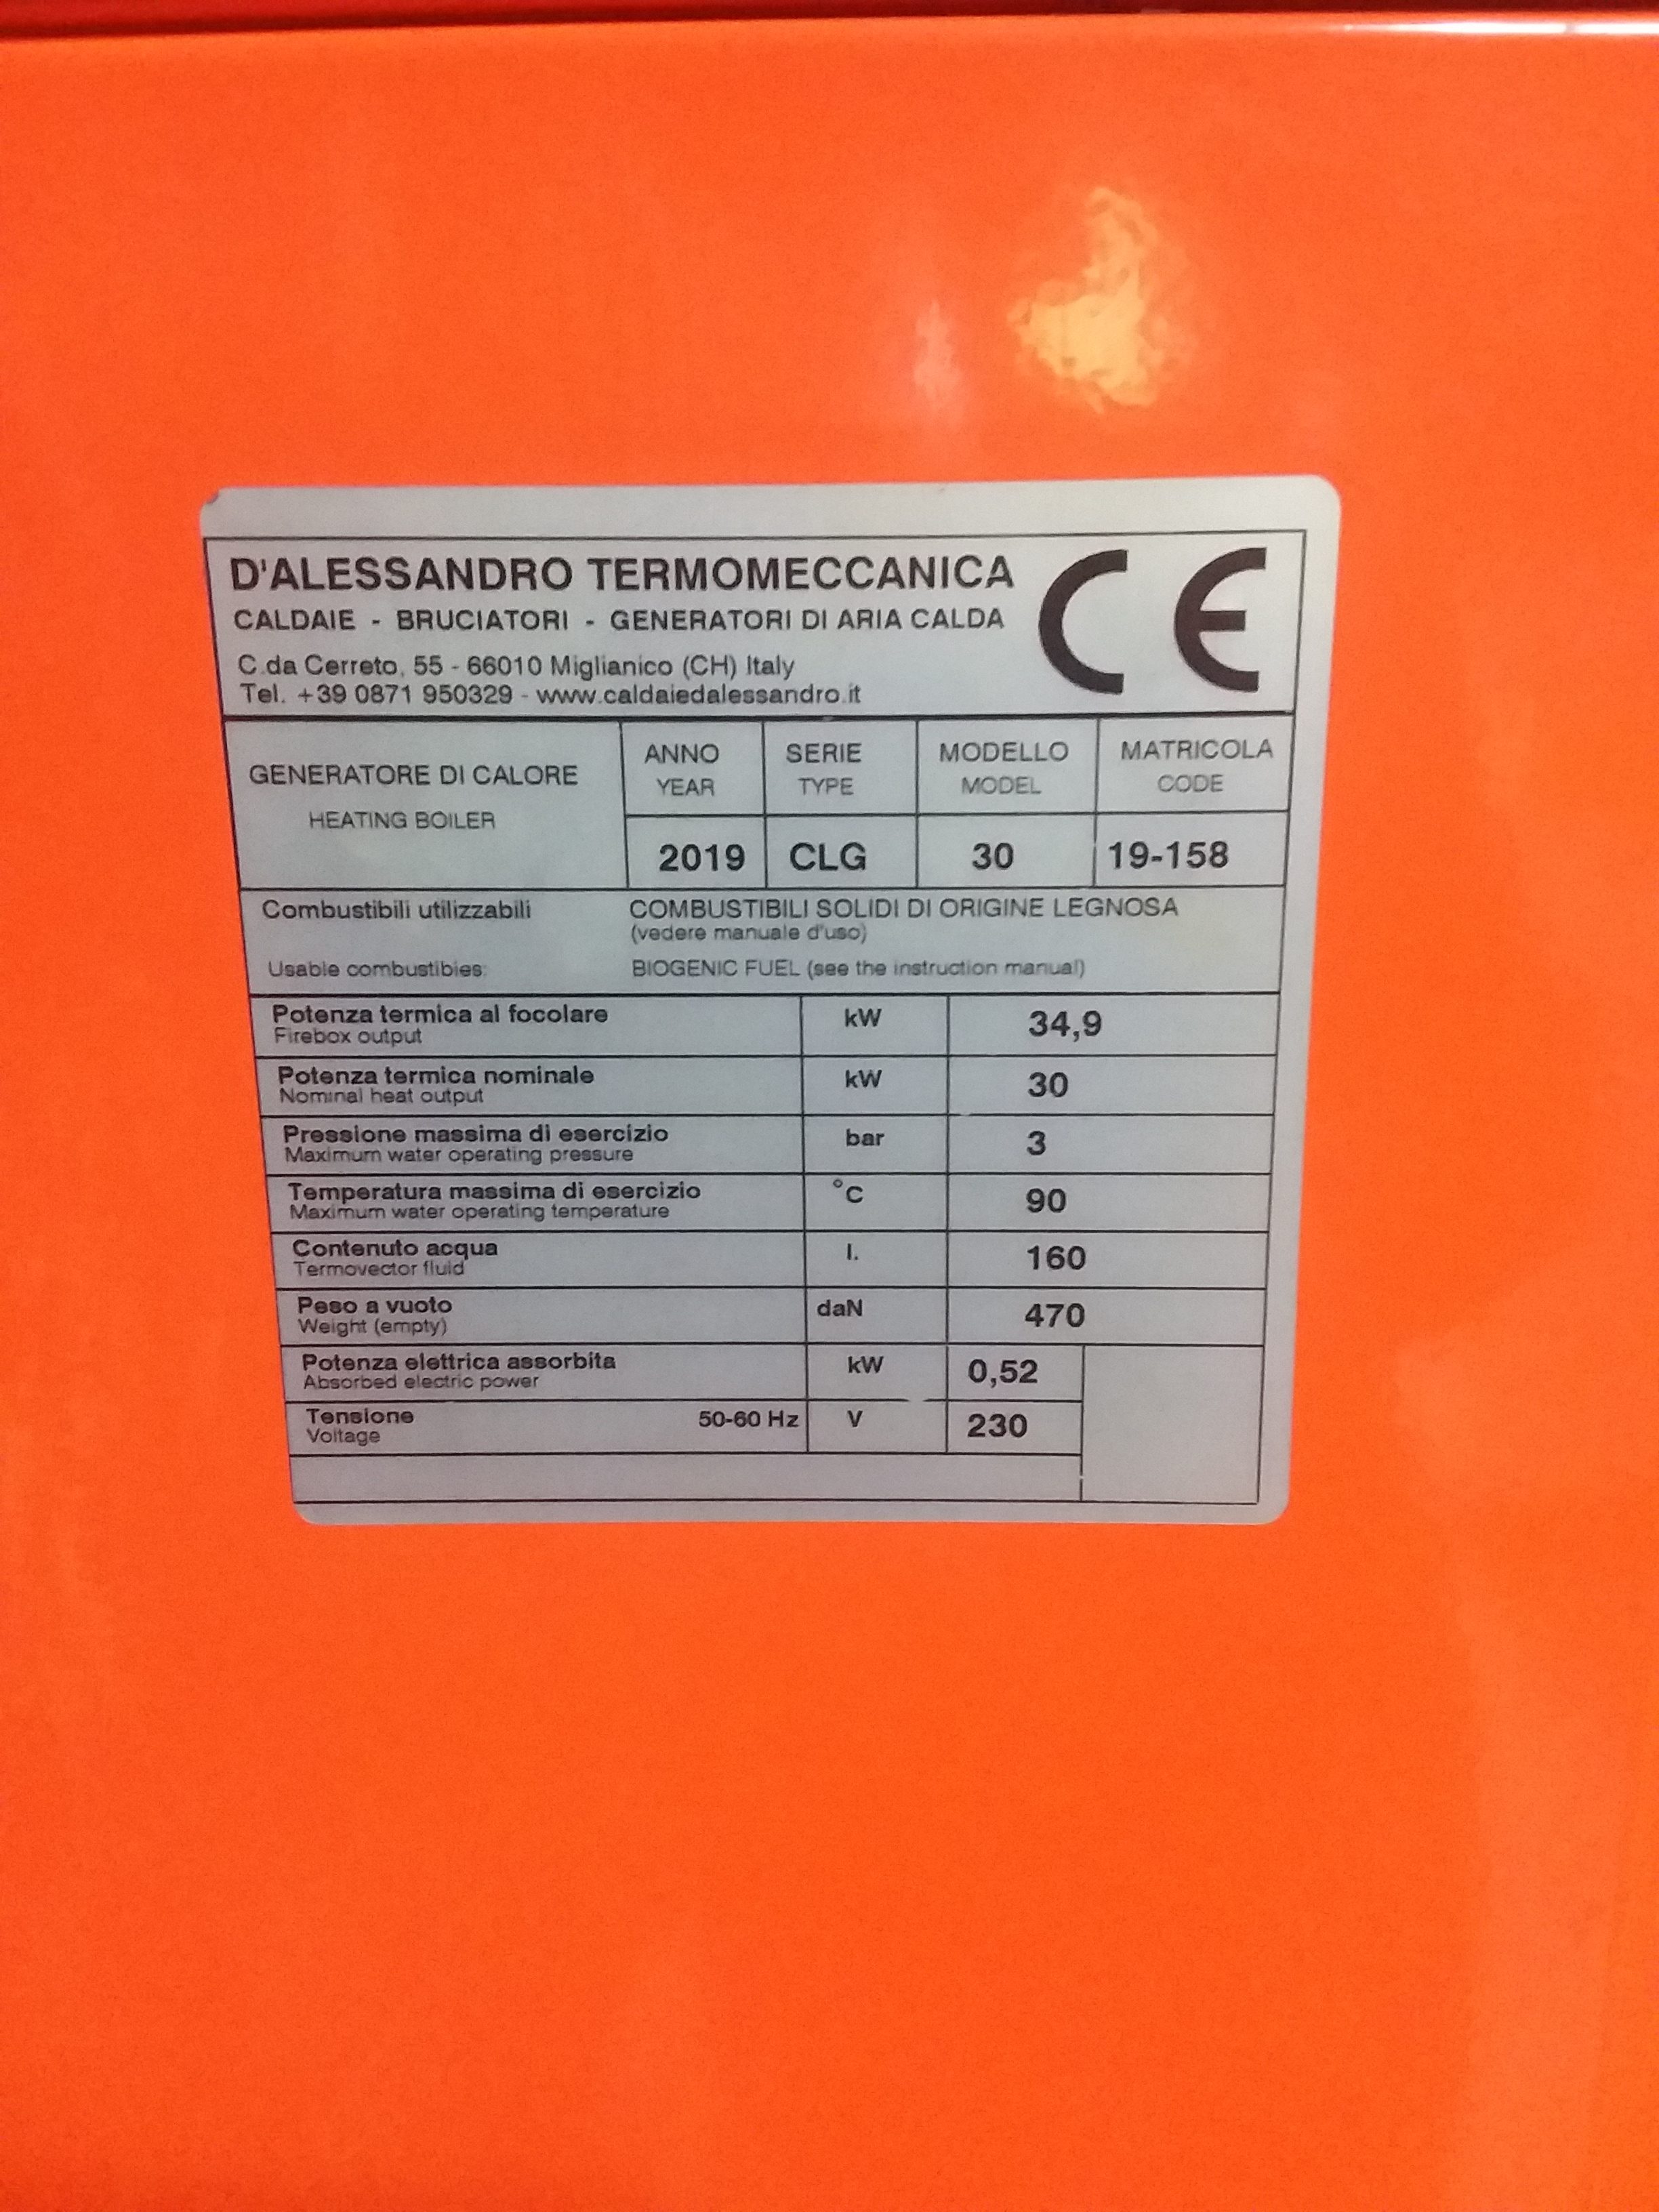 D'ALESSANDRO TERMOMECCANICA
CALDAIE - BRUCIATORI - GENERATORI DI ARIA CALDA
C.da Cerreto, 55 - 66010 Miglianico (CH) Italy
Tel. +39 0871 950329 - www.caldaiedalessandro.it
CE
GENERATORE DI CALORE
HEATING BOILER
ANNO SERIE MODELLO MATRICOLA
YEAR TYPE MODEL CODE
2019 CLG 30 19-158
Combustibili utilizzabili COMBUSTIBILI SOLIDI DI ORIGINE LEGNOSA
(vedere manuale d'uso)
Usable combustibies: BIOGENIC FUEL (see the instruction manual)
Potenza termica al focolare kW 34,9
Firebox output
Potenza termica nominale kW 30
Nominal heat output
Pressione massima di esercizio bar 3
Maximum water operating pressure
Temperatura massima di esercizio °C 90
Maximum water operating temperature
Contenuto acqua l. 160
Termovector fluid
Peso a vuoto daN 470
Weight (empty)
Potenza elettrica assorbita kW 0,52
Absorbed electric power
Tensione 50-60 Hz V 230
Voltage